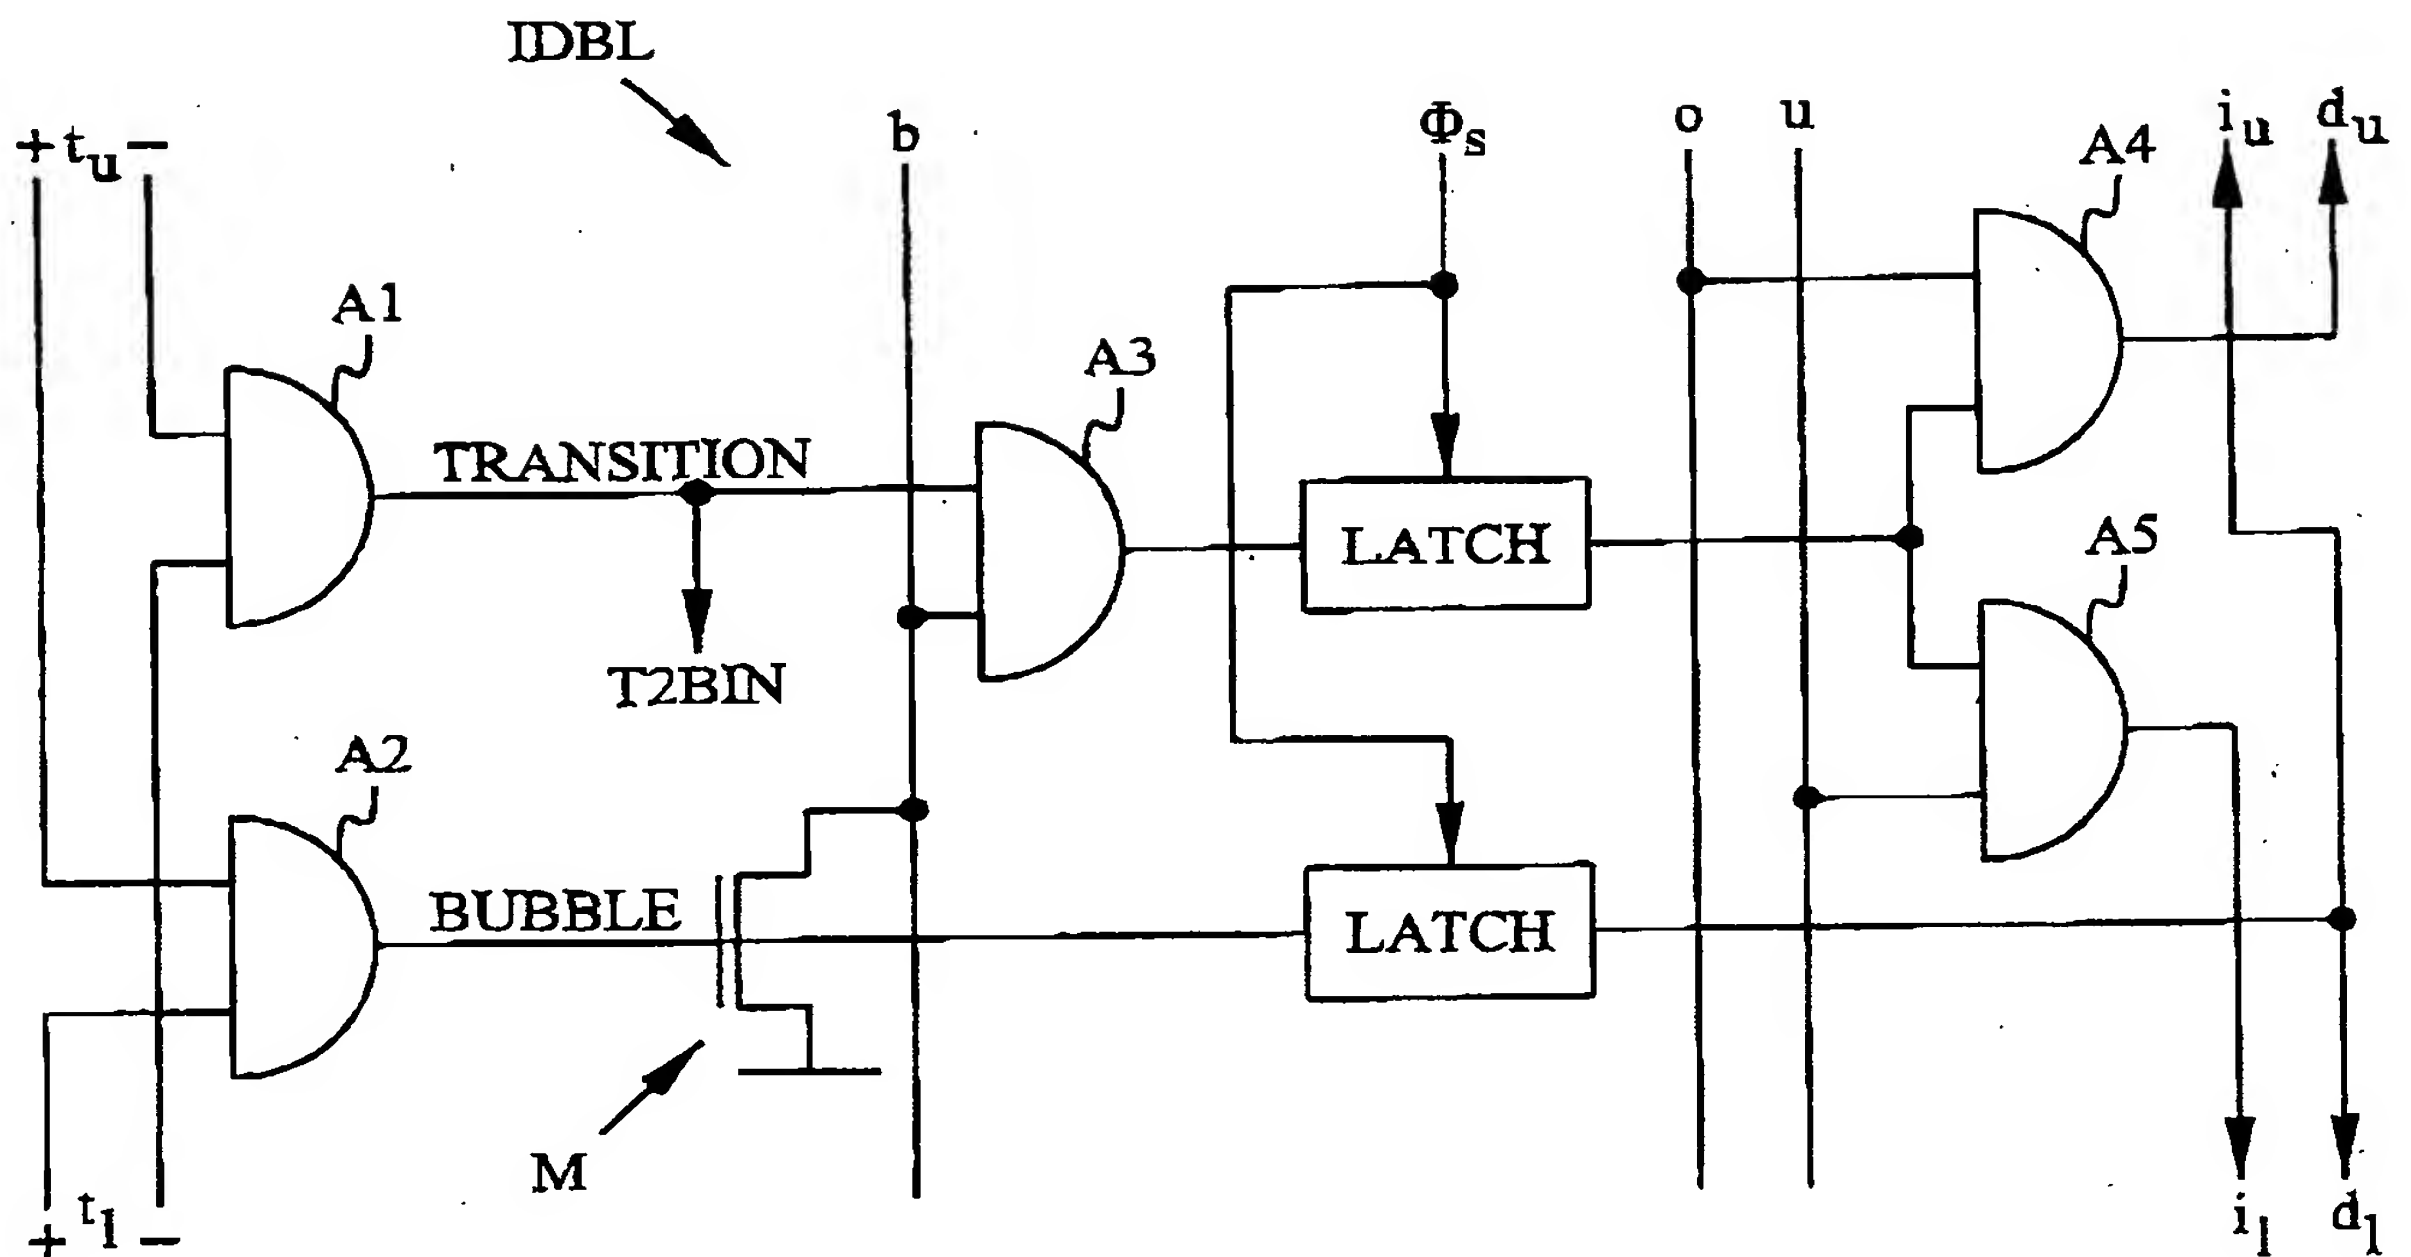 IDBL
+ tu −
b
Φs
o
u
iu
du
A4
A1
A3
TRANSITION
LATCH
A5
T2BIN
A2
BUBBLE
LATCH
M
+ tl −
il
dl